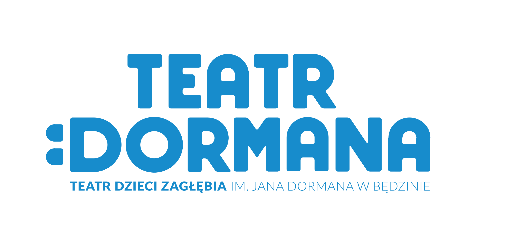 TEATR
:DORMANA
TEATR DZIECI ZAGŁĘBIA IM. JANA DORMANA W BĘDZINIE